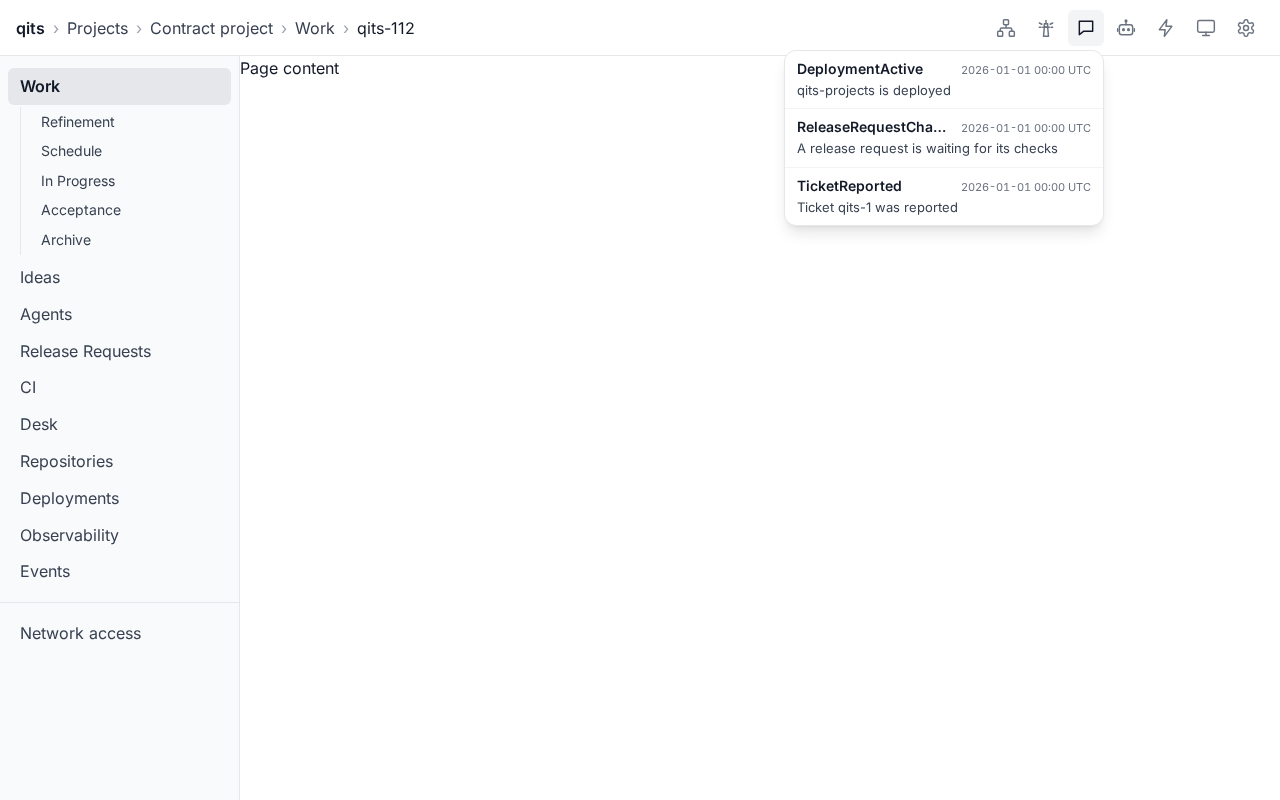 qits › Projects › Contract project › Work › qits-112
Work
Refinement
Schedule
In Progress
Acceptance
Archive
Ideas
Agents
Release Requests
CI
Desk
Repositories
Deployments
Observability
Events
Network access
Page content
DeploymentActive 2026-01-01 00:00 UTC
qits-projects is deployed
ReleaseRequestCha... 2026-01-01 00:00 UTC
A release request is waiting for its checks
TicketReported 2026-01-01 00:00 UTC
Ticket qits-1 was reported